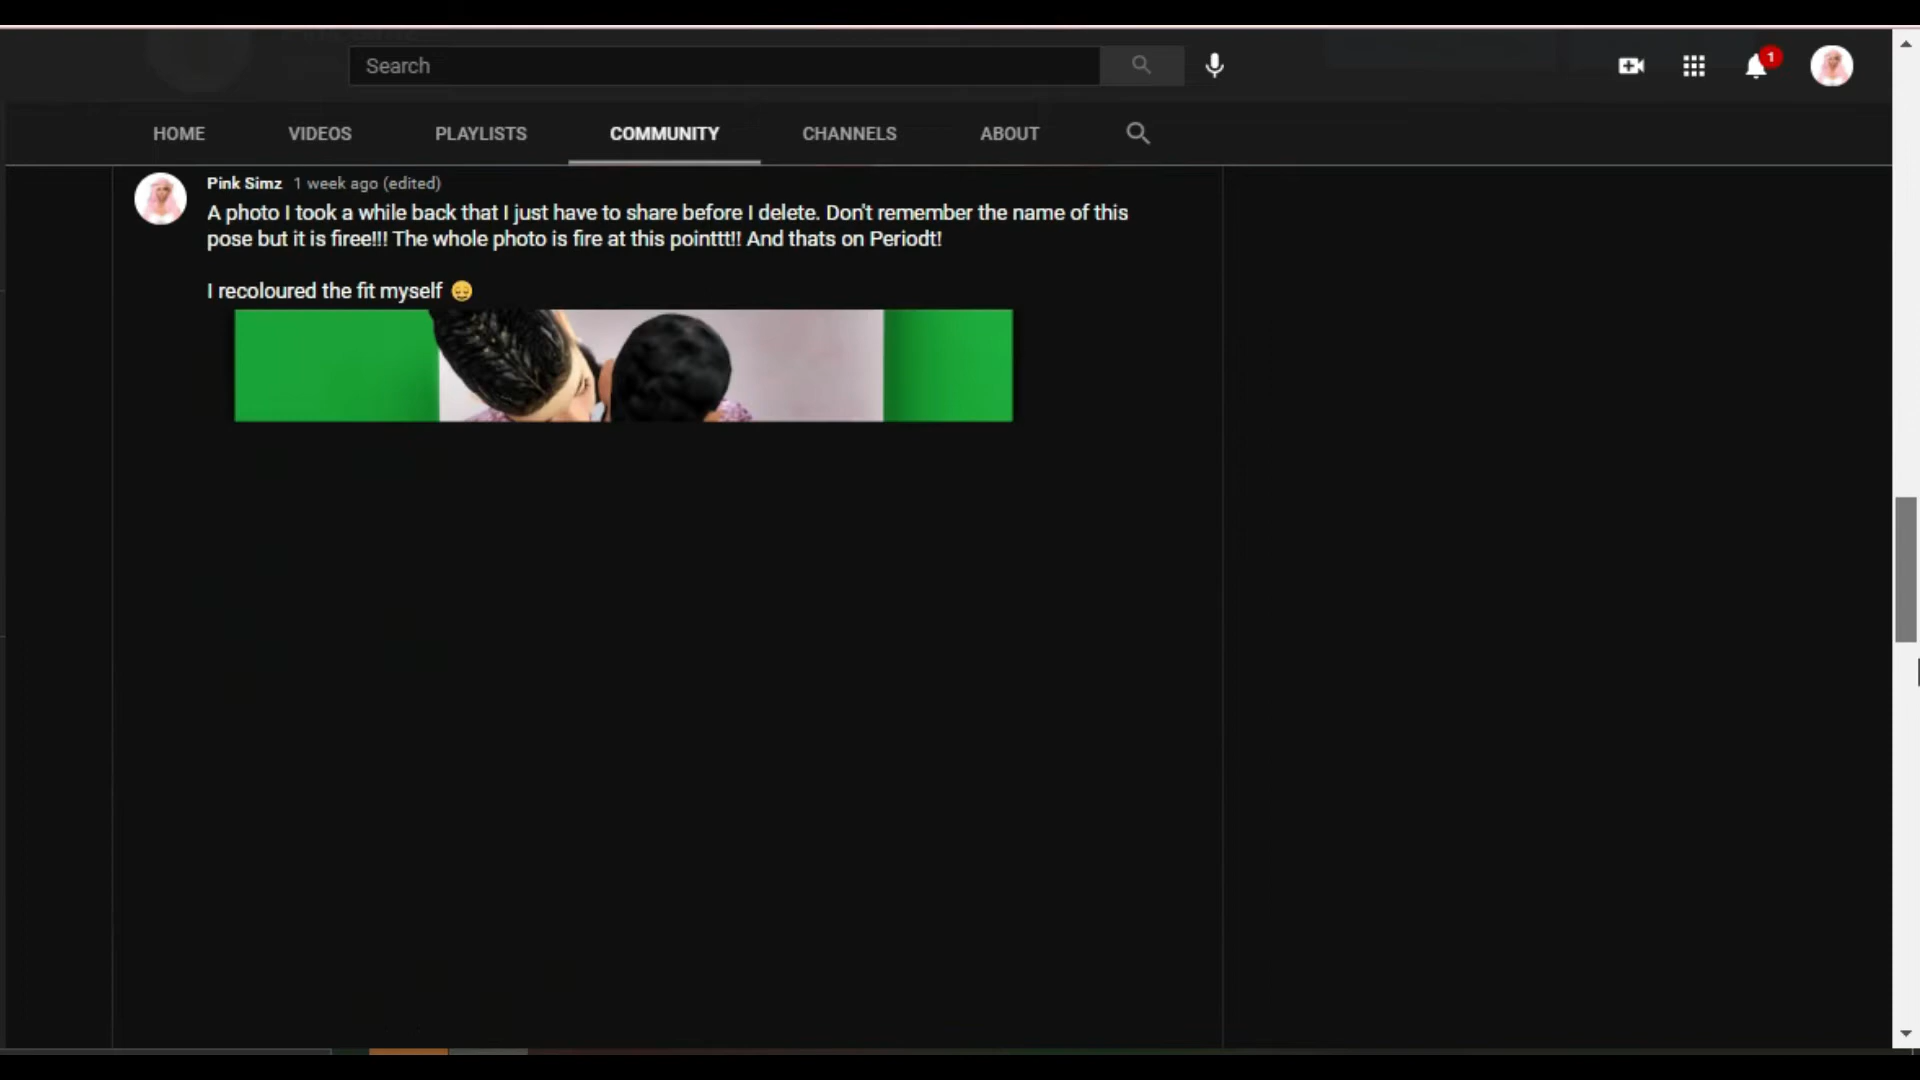 Search
1
HOME VIDEOS PLAYLISTS COMMUNITY CHANNELS ABOUT
Pink Simz 1 week ago (edited)
A photo I took a while back that I just have to share before I delete. Don't remember the name of this
pose but it is firee!!! The whole photo is fire at this pointtt!! And thats on Periodt!
I recoloured the fit myself 😌